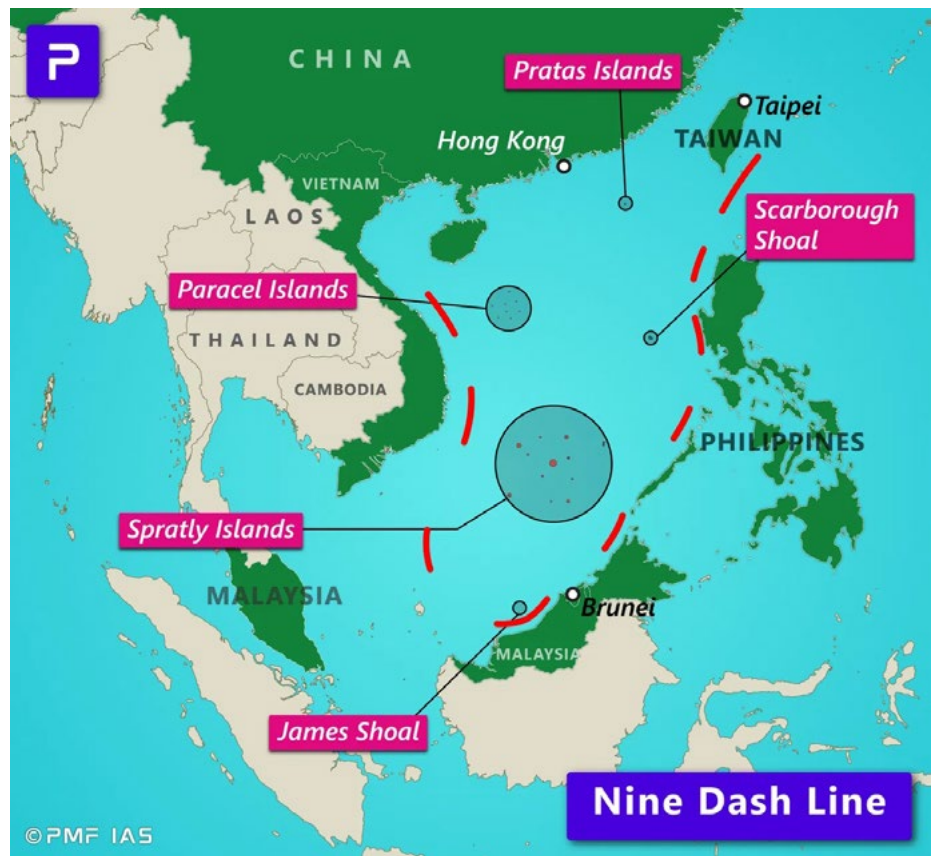 P
CHINA
Pratas Islands
Taipei
Hong Kong
TAIWAN
VIETNAM
LAOS
Scarborough
Shoal
Paracel Islands
THAILAND
CAMBODIA
PHILIPPINES
Spratly Islands
MALAYSIA
Brunei
MALAYSIA
James Shoal
Nine Dash Line
©PMF IAS